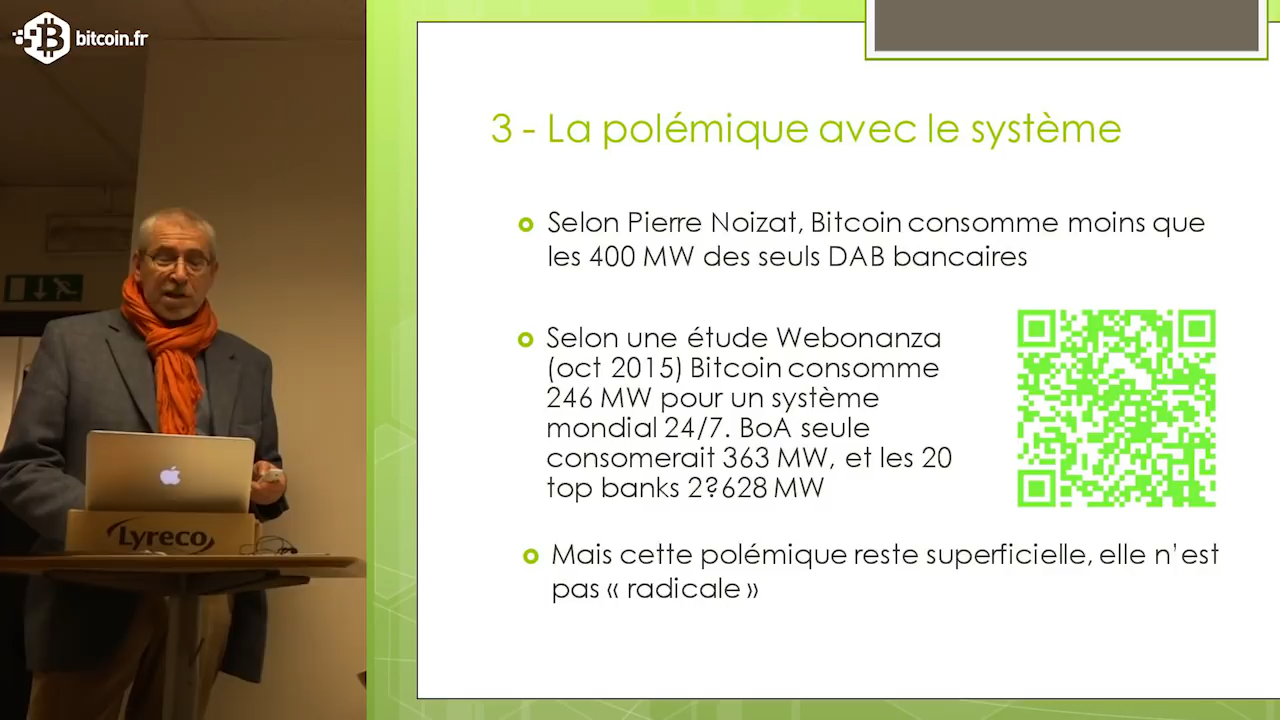 bitcoin.fr
3 - La polémique avec le système
Selon Pierre Noizat, Bitcoin consomme moins que
les 400 MW des seuls DAB bancaires
Selon une étude Webonanza
(oct 2015) Bitcoin consomme
246 MW pour un système
mondial 24/7. BoA seule
consomerait 363 MW, et les 20
top banks 2?628 MW
Mais cette polémique reste superficielle, elle n'est
pas « radicale »
Lyreco